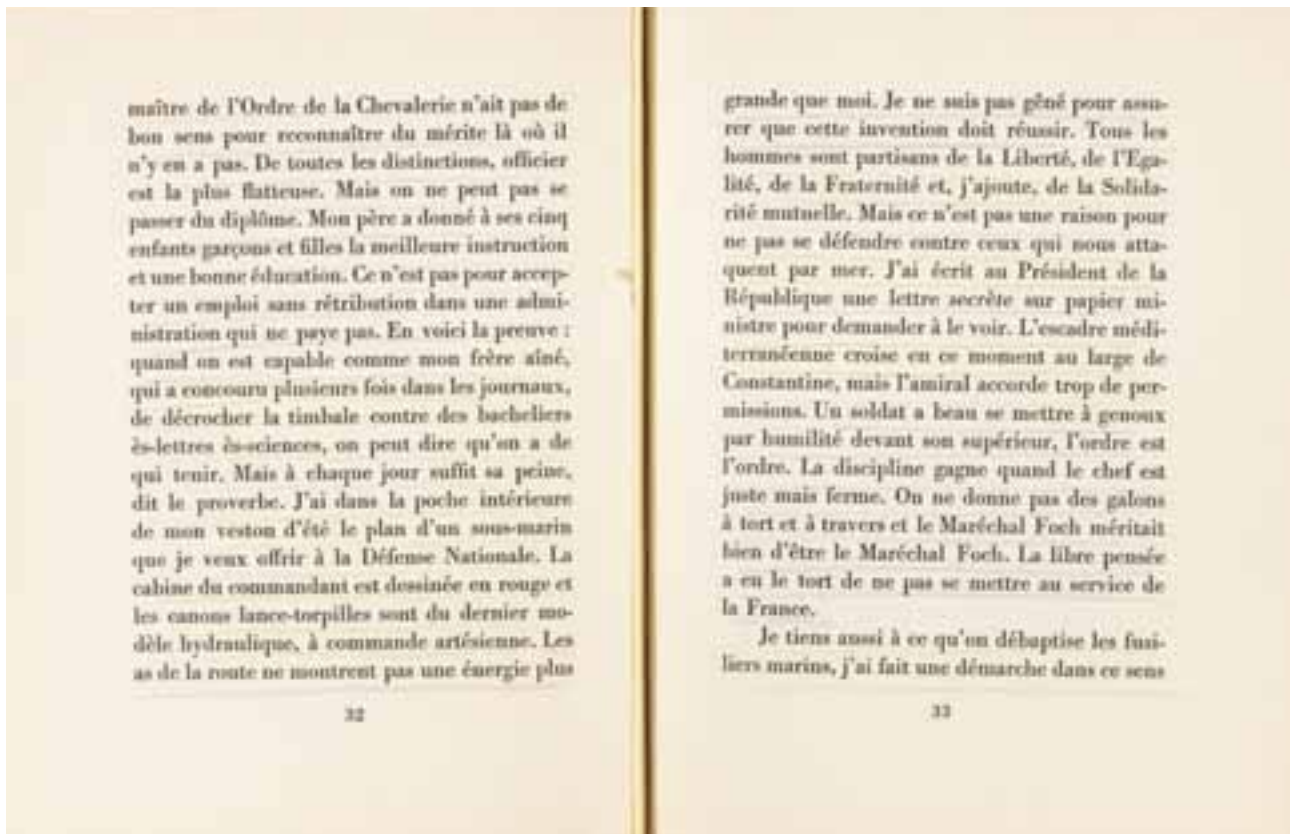 maître de l'Ordre de la Chevalerie n'ait pas de
bon sens pour reconnaître du mérite là où il
n'y en a pas. De toutes les distinctions, officier
est la plus flatteuse. Mais on ne peut pas se
passer du diplôme. Mon père a donné à ses cinq
enfants garçons et filles la meilleure instruction
et une bonne éducation. Ce n'est pas pour accep-
ter un emploi sans rétribution dans une admi-
nistration qui ne paye pas. En voici la preuve :
quand on est capable comme mon frère aîné,
qui a concouru plusieurs fois dans les journaux,
de décrocher la timbale contre des bacheliers
ès-lettres ès-sciences, on peut dire qu'on a de
qui tenir. Mais à chaque jour suffit sa peine,
dit le proverbe. J'ai dans la poche intérieure
de mon veston d'été le plan d'un sous-marin
que je veux offrir à la Défense Nationale. La
cabine du commandant est dessinée en rouge et
les canons lance-torpilles sont du dernier mo-
dèle hydraulique, à commande artésienne. Les
as de la route ne montrent pas une énergie plus
32
grande que moi. Je ne suis pas gêné pour assu-
rer que cette invention doit réussir. Tous les
hommes sont partisans de la Liberté, de l'Ega-
lité, de la Fraternité et, j'ajoute, de la Solida-
rité mutuelle. Mais ce n'est pas une raison pour
ne pas se défendre contre ceux qui nous atta-
quent par mer. J'ai écrit au Président de la
République une lettre secrète sur papier mi-
nistre pour demander à le voir. L'escadre médi-
terranéenne croise en ce moment au large de
Constantine, mais l'amiral accorde trop de per-
missions. Un soldat a beau se mettre à genoux
par humilité devant son supérieur, l'ordre est
l'ordre. La discipline gagne quand le chef est
juste mais ferme. On ne donne pas des galons
à tort et à travers et le Maréchal Foch méritait
bien d'être le Maréchal Foch. La libre pensée
a eu le tort de ne pas se mettre au service de
la France.
Je tiens aussi à ce qu'on débaptise les fusi-
liers marins, j'ai fait une démarche dans ce sens
33